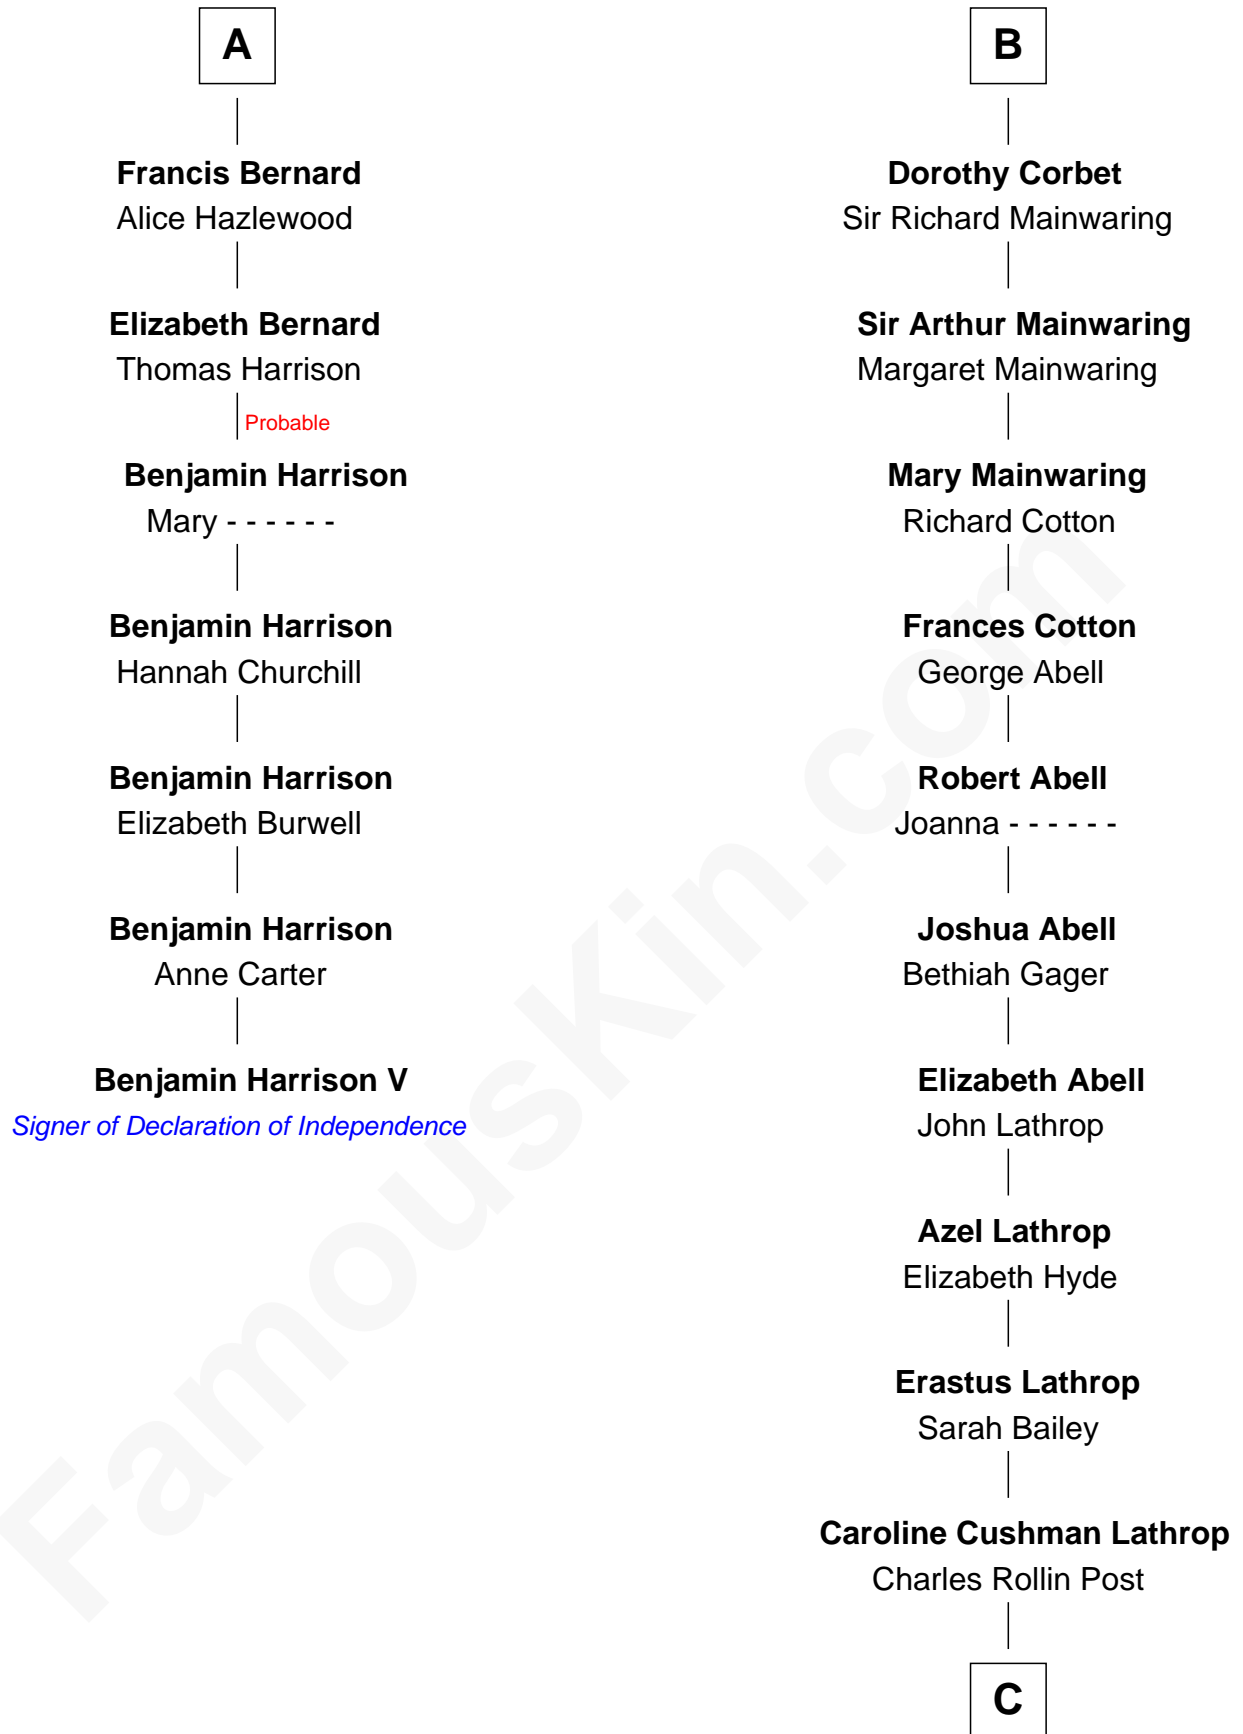 A
Francis Bernard
Alice Hazlewood
Elizabeth Bernard
Thomas Harrison
Probable
Benjamin Harrison
Mary - - - - - -
Benjamin Harrison
Hannah Churchill
Benjamin Harrison
Elizabeth Burwell
Benjamin Harrison
Anne Carter
Benjamin Harrison V
Signer of Declaration of Independence
B
Dorothy Corbet
Sir Richard Mainwaring
Sir Arthur Mainwaring
Margaret Mainwaring
Mary Mainwaring
Richard Cotton
Frances Cotton
George Abell
Robert Abell
Joanna - - - - - -
Joshua Abell
Bethiah Gager
Elizabeth Abell
John Lathrop
Azel Lathrop
Elizabeth Hyde
Erastus Lathrop
Sarah Bailey
Caroline Cushman Lathrop
Charles Rollin Post
C
FamousKin.com